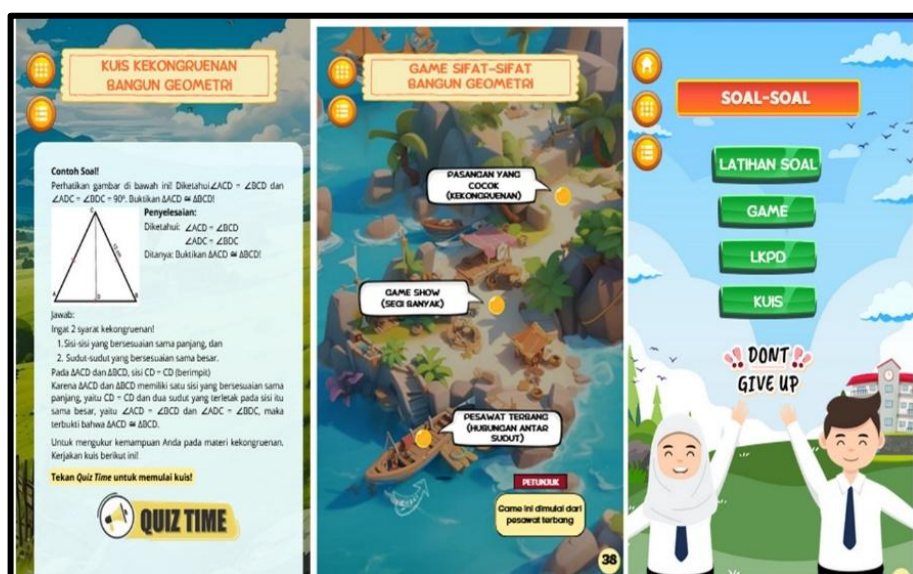 KUIS KEKONGRUENAN
BANGUN GEOMETRI
Contoh Soal!
Perhatikan gambar di bawah ini! Diketahui ∠ACD = ∠BCD dan
∠ADC = ∠BDC = 90°. Buktikan ΔACD ≅ ΔBCD!
Penyelesaian:
Diketahui: ∠ACD = ∠BCD
∠ADC = ∠BDC
Ditanya: Buktikan ΔACD ≅ ΔBCD!
Jawab:
Ingat 2 syarat kekongruenan!
1. Sisi-sisi yang bersesuaian sama panjang, dan
2. Sudut-sudut yang bersesuaian sama besar.
Pada ΔACD dan ΔBCD, sisi CD = CD (berimpit)
Karena ΔACD dan ΔBCD memiliki satu sisi yang bersesuaian sama
panjang, yaitu CD = CD dan dua sudut yang terletak pada sisi itu
sama besar, yaitu ∠ACD = ∠BCD dan ∠ADC = ∠BDC, maka
terbukti bahwa ΔACD ≅ ΔBCD.
Untuk mengukur kemampuan Anda pada materi kekongruenan,
Kerjakan kuis berikut ini!
Tekan Quiz Time untuk memulai kuis!
QUIZ TIME
GAME SIFAT-SIFAT
BANGUN GEOMETRI
PASANGAN YANG
COCOK
(KEKONGRUENAN)
GAME SHOW
(SEGI BANYAK)
PESAWAT TERBANG
(HUBUNGAN ANTAR
SUDUT)
PETUNJUK
Game ini dimulai dari
pesawat terbang
38
SOAL-SOAL
LATIHAN SOAL
GAME
LKPD
KUIS
DONT
GIVE UP